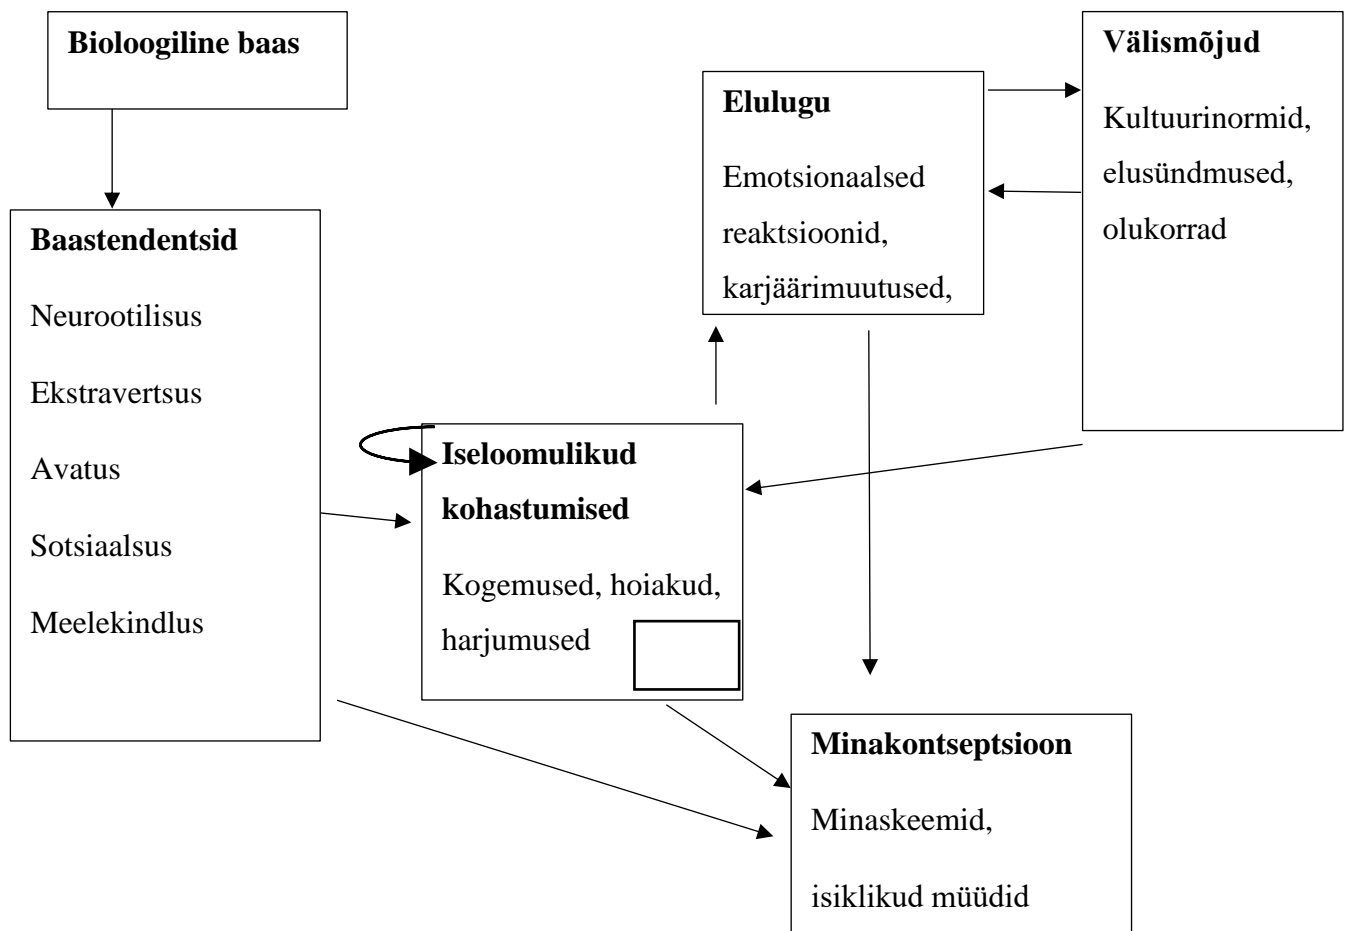 Bioloogiline baas
Baastendentsid
Neurootilisus
Ekstravertsus
Avatus
Sotsiaalsus
Meelekindlus
Iseloomulikud
kohastumised
Kogemused, hoiakud,
harjumused
Elulugu
Emotsionaalsed
reaktsioonid,
karjäärimuutused,
Välismõjud
Kultuurinormid,
elusündmused,
olukorrad
Minakontseptsioon
Minaskeemid,
isiklikud müüdid